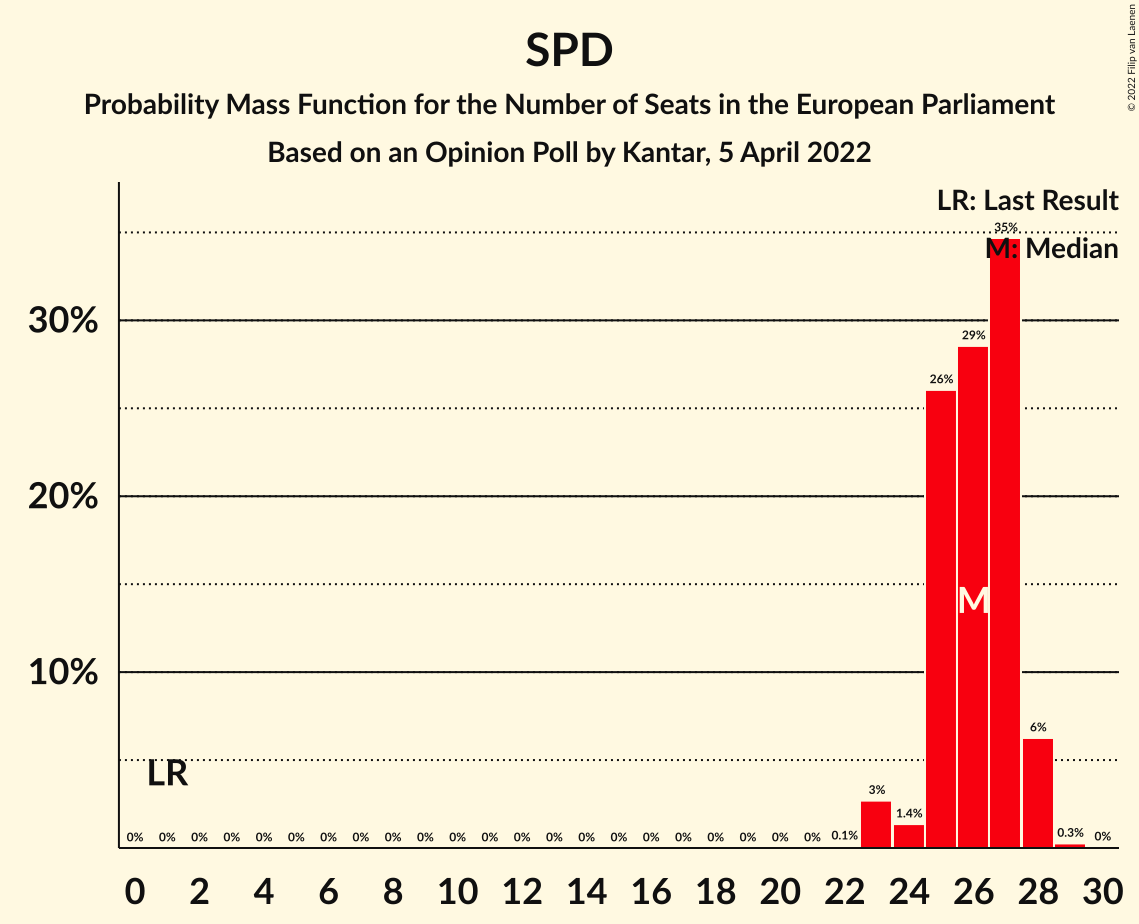 SPD
Probability Mass Function for the Number of Seats in the European Parliament
Based on an Opinion Poll by Kantar, 5 April 2022
© 2022 Filip van Laenen
LR: Last Result
M: Median
35%
30%
29%
26%
20%
M
10%
6%
LR
3%
1.4%
0% 0% 0% 0% 0% 0% 0% 0% 0% 0% 0% 0% 0% 0% 0% 0% 0% 0% 0% 0% 0% 0% 0.1% 0.3% 0%
0 2 4 6 8 10 12 14 16 18 20 22 24 26 28 30